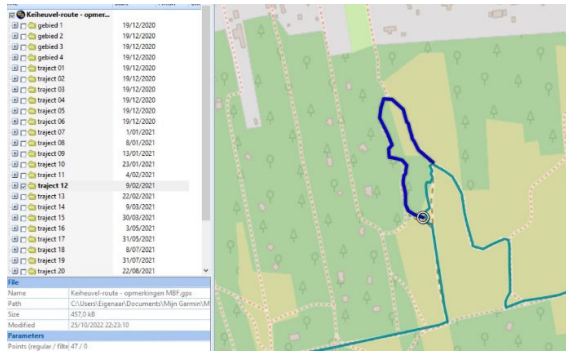 Keiheuvel-route - opmer...
gebied 1 19/12/2020
gebied 2 19/12/2020
gebied 3 19/12/2020
gebied 4 19/12/2020
traject 01 19/12/2020
traject 02 19/12/2020
traject 03 19/12/2020
traject 04 19/12/2020
traject 05 19/12/2020
traject 06 19/12/2020
traject 07 1/01/2021
traject 08 8/01/2021
traject 09 13/01/2021
traject 10 23/01/2021
traject 11 4/02/2021
traject 12 9/02/2021
traject 13 22/02/2021
traject 14 9/03/2021
traject 15 30/03/2021
traject 16 3/05/2021
traject 17 31/05/2021
traject 18 8/07/2021
traject 19 31/07/2021
traject 20 22/08/2021
File
Name Keiheuvel-route - opmerkingen MBF.gpx
Path C:\Users\Eigenaar\Documents\Mijn Garmin\M
Size 457,0 kB
Modified 25/10/2022 22:23:10
Parameters
Points (regular / filte 47 / 0